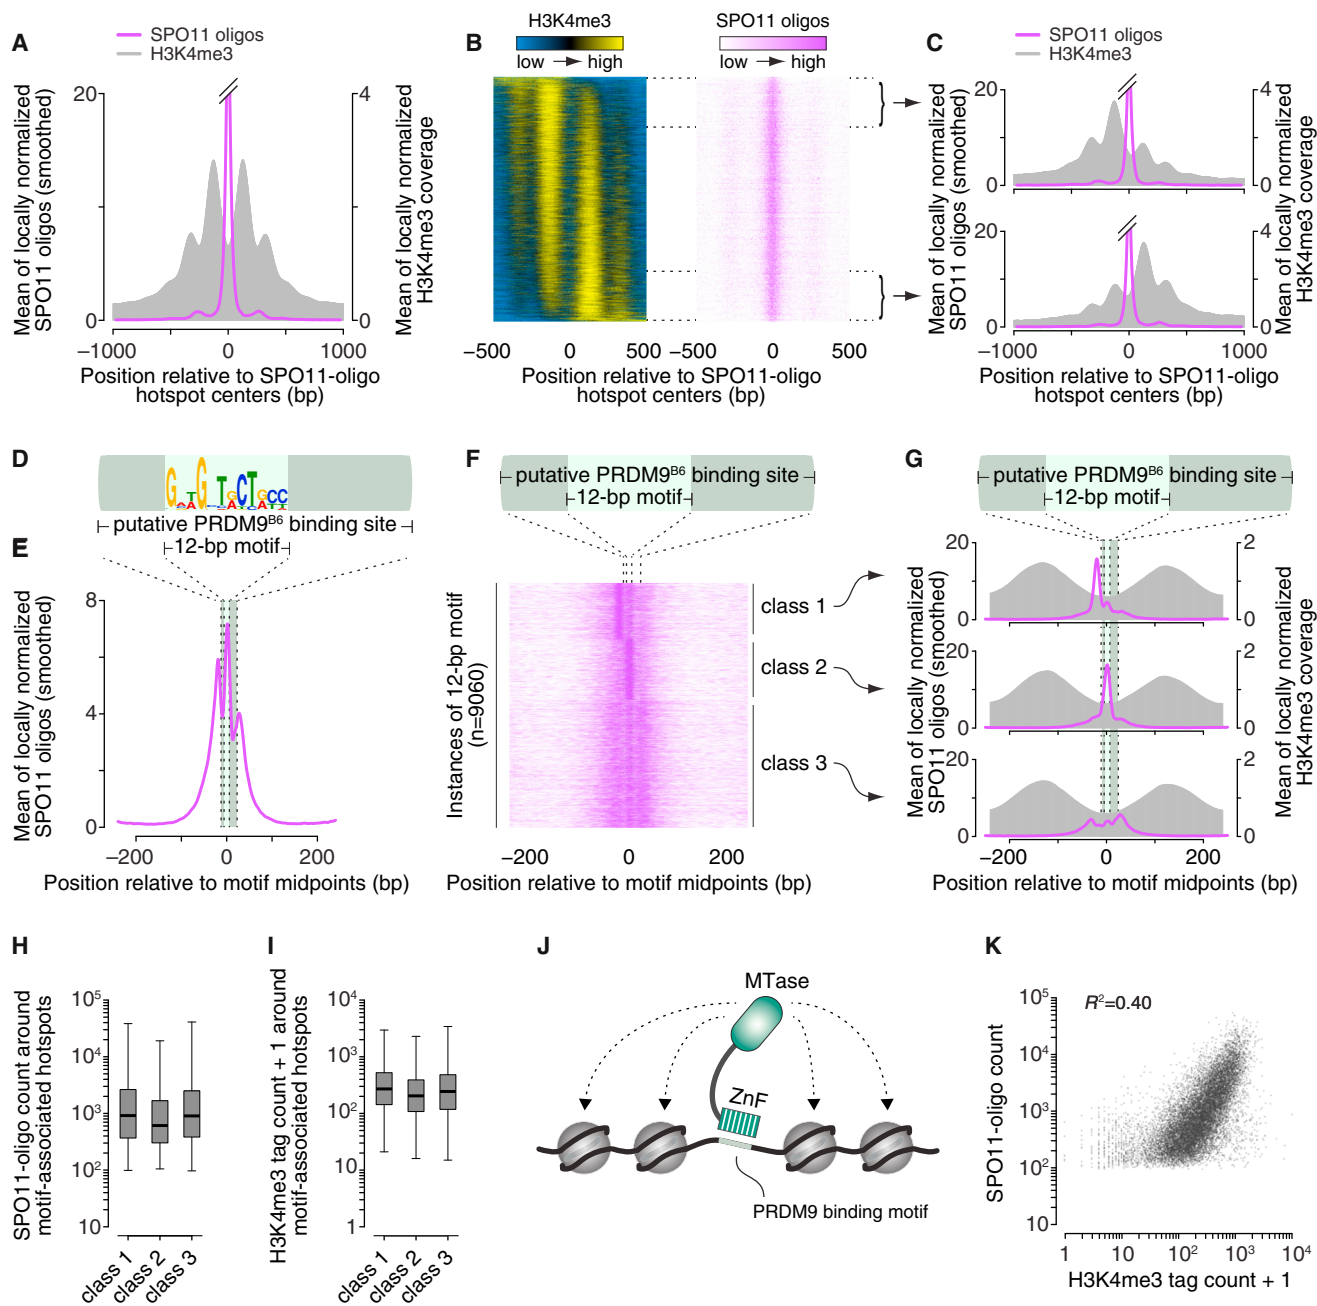 A
SPO11 oligos
H3K4me3
Mean of locally normalized
SPO11 oligos (smoothed)
20
0
4
0
Mean of locally normalized
H3K4me3 coverage
−1000
0
1000
Position relative to SPO11-oligo
hotspot centers (bp)
B
H3K4me3
low
high
SPO11 oligos
low
high
−500
0
500
−500
0
500
Position relative to SPO11-oligo
hotspot centers (bp)
C
SPO11 oligos
H3K4me3
Mean of locally normalized
SPO11 oligos (smoothed)
20
0
4
0
20
0
4
0
Mean of locally normalized
H3K4me3 coverage
−1000
0
1000
Position relative to SPO11-oligo
hotspot centers (bp)
D
putative PRDM9B6 binding site
12-bp motif
E
Mean of locally normalized
SPO11 oligos (smoothed)
8
4
0
−200
0
200
Position relative to motif midpoints (bp)
F
putative PRDM9B6 binding site
12-bp motif
Instances of 12-bp motif
(n=9060)
class 1
class 2
class 3
−200
0
200
Position relative to motif midpoints (bp)
G
putative PRDM9B6 binding site
12-bp motif
Mean of locally normalized
SPO11 oligos (smoothed)
20
0
2
0
20
0
2
0
20
0
2
0
Mean of locally normalized
H3K4me3 coverage
−200
0
200
Position relative to motif midpoints (bp)
H
SPO11-oligo count around
motif-associated hotspots
10⁵
10⁴
10³
10²
10
class 1
class 2
class 3
I
H3K4me3 tag count + 1 around
motif-associated hotspots
10⁴
10³
10²
10
1
class 1
class 2
class 3
J
MTase
ZnF
PRDM9 binding motif
K
R²=0.40
SPO11-oligo count
10⁵
10⁴
10³
10²
10
1
10
10²
10³
10⁴
H3K4me3 tag count + 1